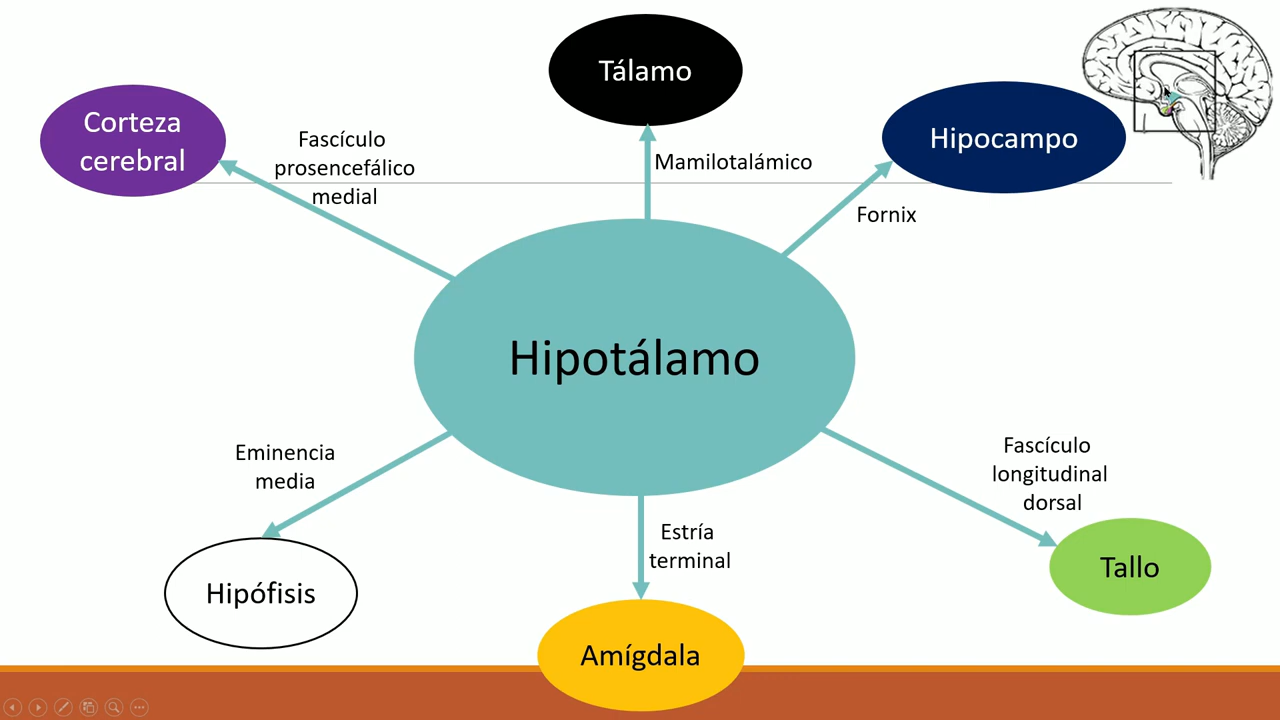 Tálamo
Corteza
cerebral
Fascículo
prosencefálico
medial
Mamilotalámico
Hipocampo
Fornix
Hipotálamo
Eminencia
media
Fascículo
longitudinal
dorsal
Estría
terminal
Hipófisis
Tallo
Amígdala